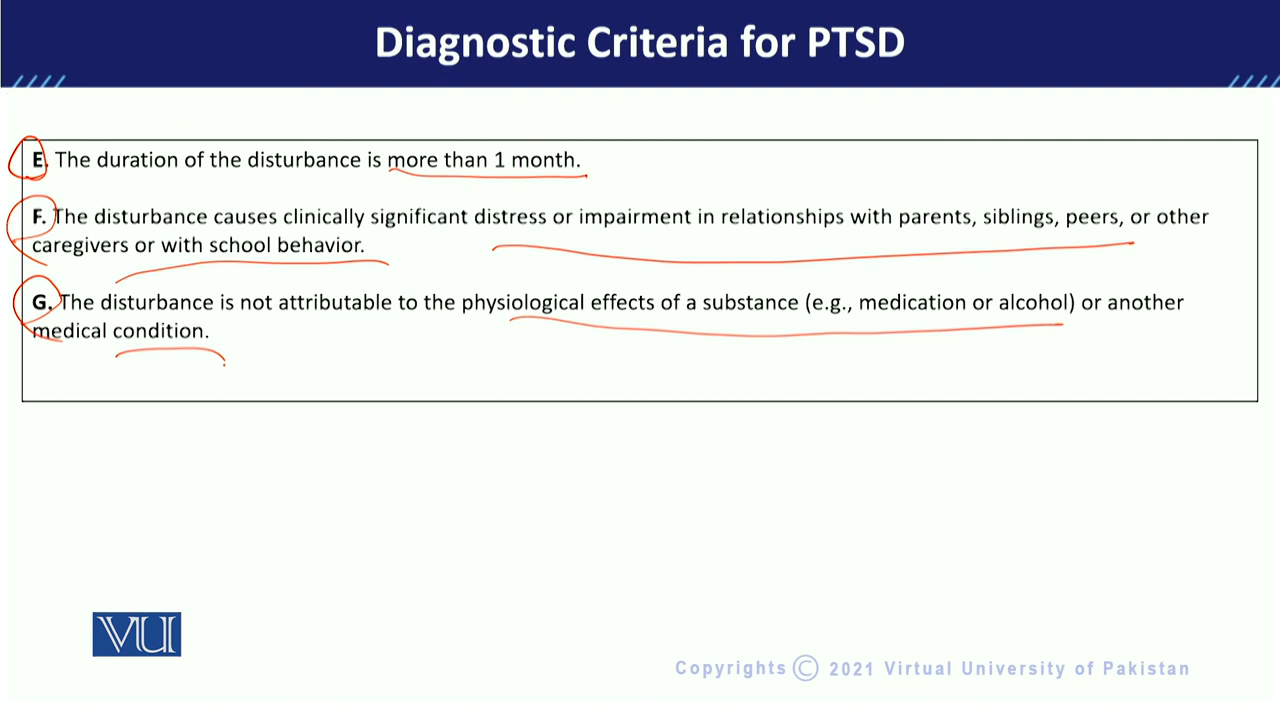 Diagnostic Criteria for PTSD
E. The duration of the disturbance is more than 1 month.
F. The disturbance causes clinically significant distress or impairment in relationships with parents, siblings, peers, or other
caregivers or with school behavior.
G. The disturbance is not attributable to the physiological effects of a substance (e.g., medication or alcohol) or another
medical condition.
VU
Copyrights © 2021 Virtual University of Pakistan